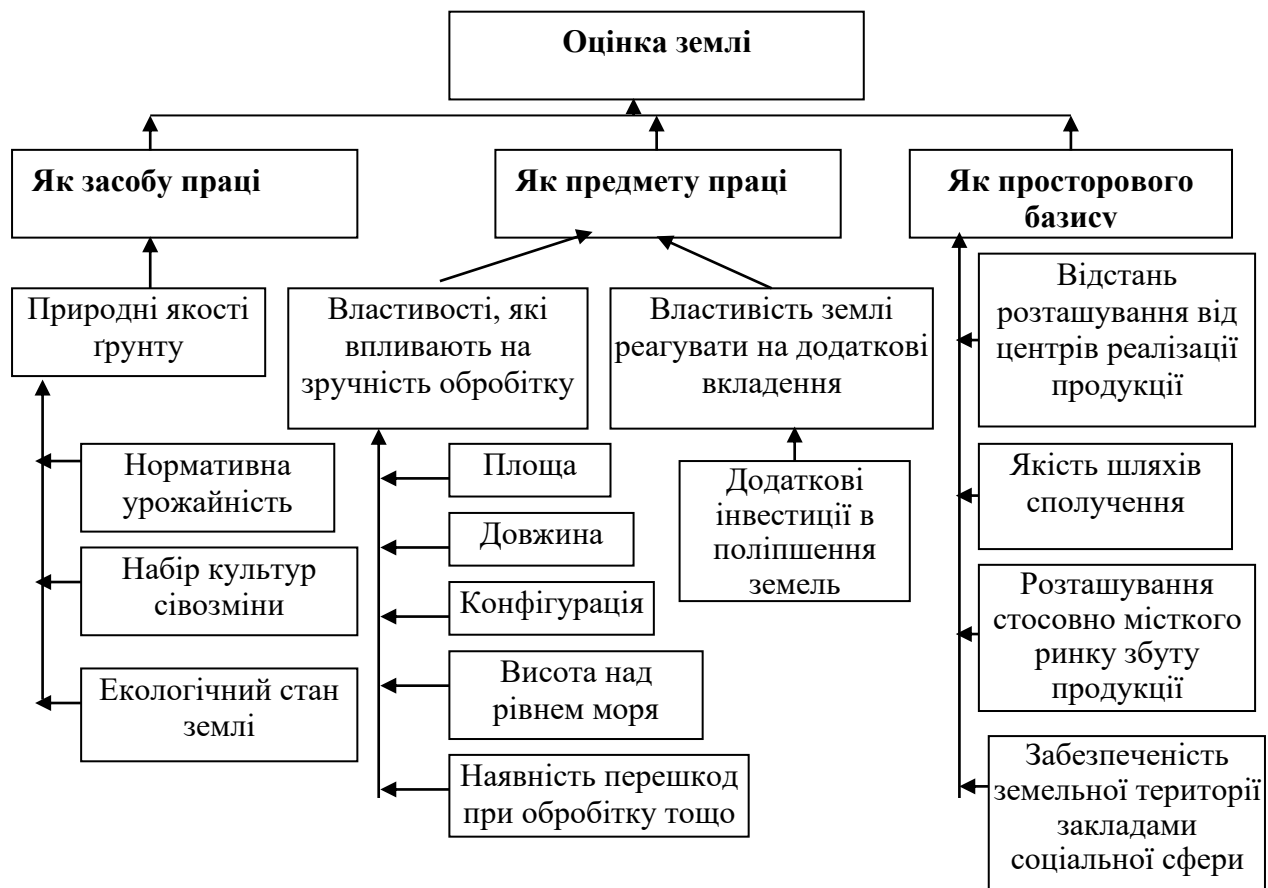 Оцінка землі
Як засобу праці
Як предмету праці
Як просторового
базису
Природні якості
ґрунту
Нормативна
урожайність
Набір культур
сівозміни
Екологічний стан
землі
Властивості, які
впливають на
зручність обробітку
Площа
Довжина
Конфігурація
Висота над
рівнем моря
Наявність перешкод
при обробітку тощо
Властивість землі
реагувати на додаткові
вкладення
Додаткові
інвестиції в
поліпшення
земель
Відстань
розташування від
центрів реалізації
продукції
Якість шляхів
сполучення
Розташування
стосовно місткого
ринку збуту
продукції
Забезпеченість
земельної території
закладами
соціальної сфери